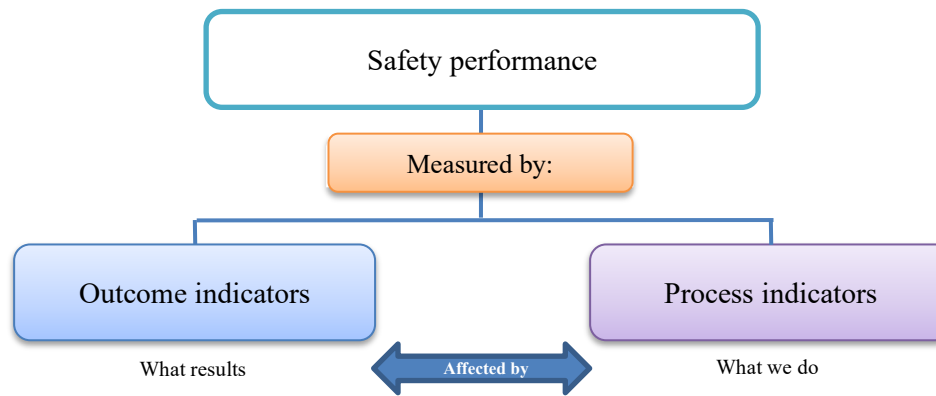 Safety performance
Measured by:
Outcome indicators
Process indicators
What results
Affected by
What we do